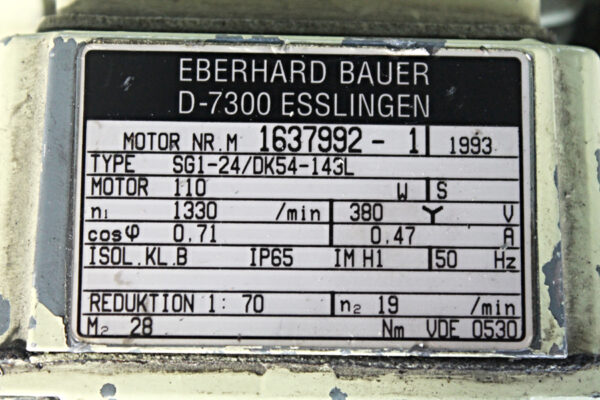 EBERHARD BAUER
D-7300 ESSLINGEN
MOTOR NR. M 1637992 - 1 1993
TYPE SG1-24/DK54-143L
MOTOR 110 W S
n₁ 1330 /min 380 Y V
cosφ 0.71 0.47 A
ISOL.KL.B IP65 IM H1 50 Hz
REDUKTION 1: 70 n₂ 19 /min
M₂ 28 Nm VDE 0530